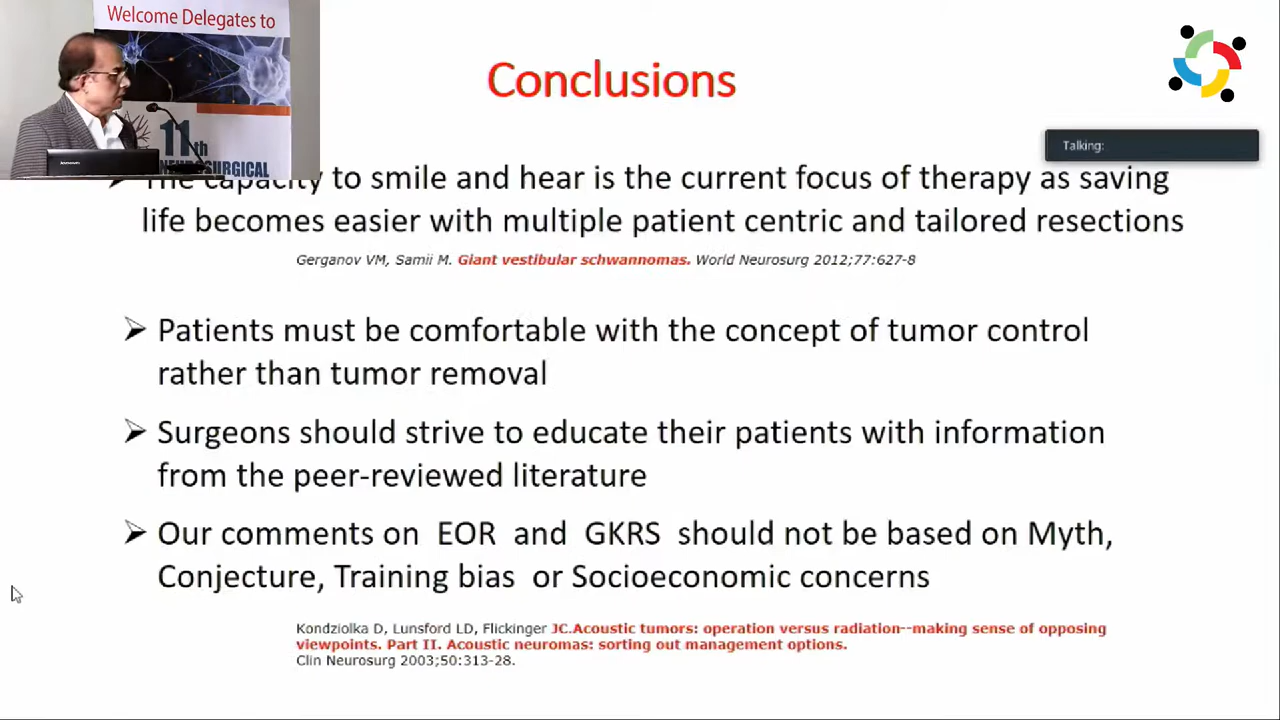 Welcome Delegates to
11th
NEUROSURGICAL
Conclusions
Talking:
The capacity to smile and hear is the current focus of therapy as saving
life becomes easier with multiple patient centric and tailored resections
Gerganov VM, Samii M. Giant vestibular schwannomas. World Neurosurg 2012;77:627-8
➢ Patients must be comfortable with the concept of tumor control
rather than tumor removal
➢ Surgeons should strive to educate their patients with information
from the peer-reviewed literature
➢ Our comments on EOR and GKRS should not be based on Myth,
Conjecture, Training bias or Socioeconomic concerns
Kondziolka D, Lunsford LD, Flickinger JC.Acoustic tumors: operation versus radiation--making sense of opposing
viewpoints. Part II. Acoustic neuromas: sorting out management options.
Clin Neurosurg 2003;50:313-28.